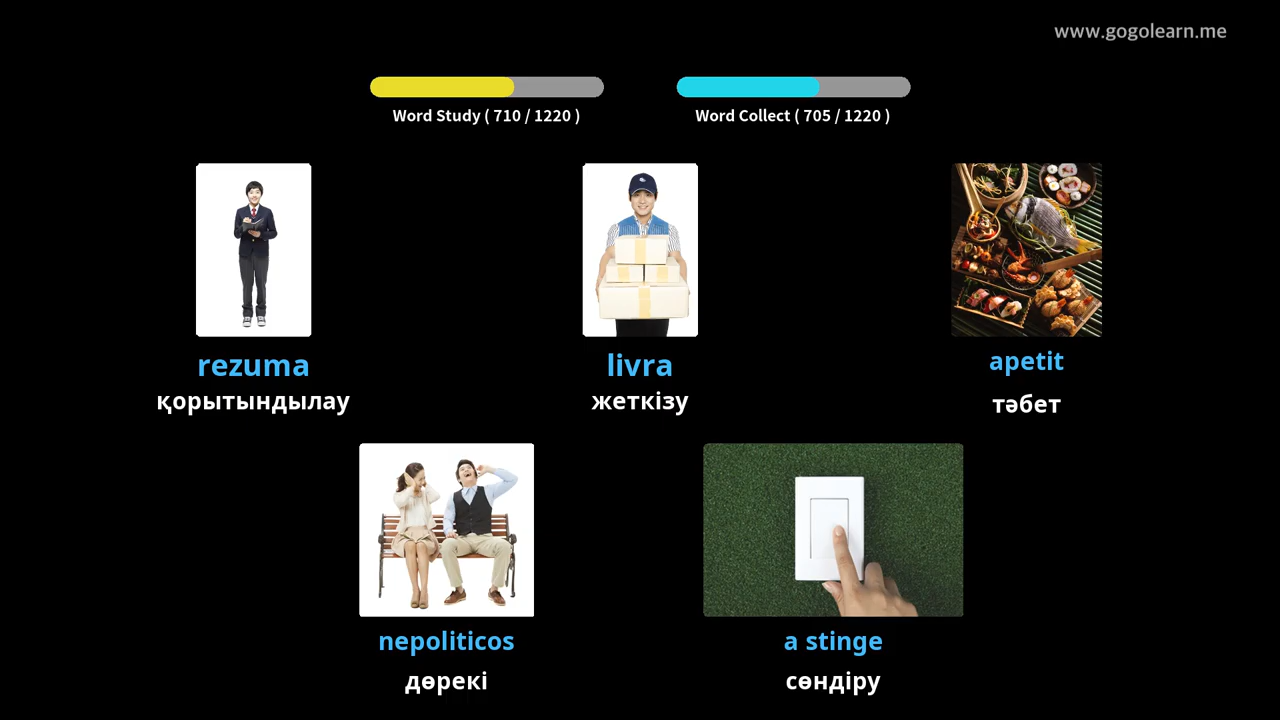 www.gogolearn.me
Word Study ( 710 / 1220 )
Word Collect ( 705 / 1220 )
rezuma
қорытындылау
livra
жеткізу
apetit
тәбет
nepoliticos
дөрекі
a stinge
сөндіру